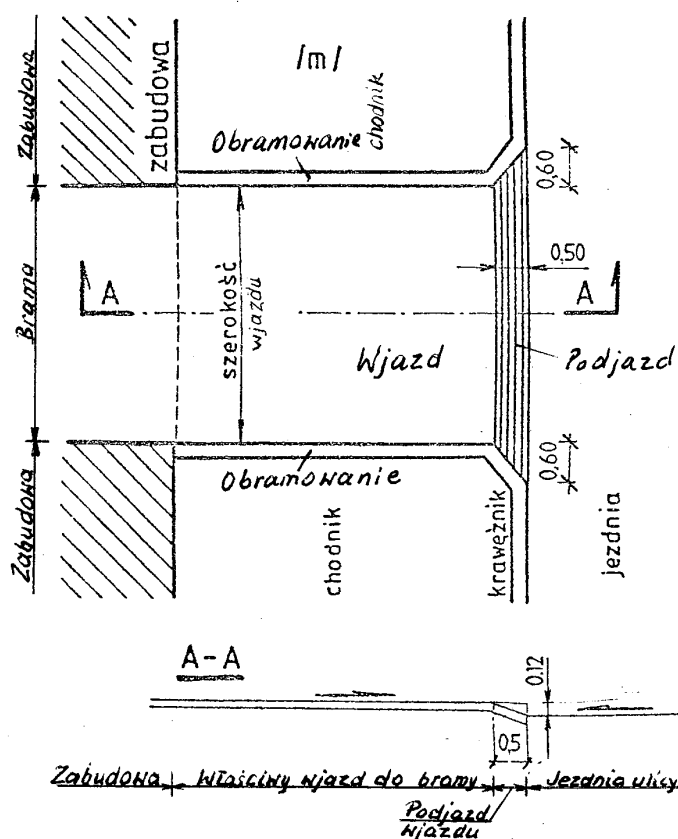 /m/
Zabudowa
zabudowa
chodnik
Obramowanie
0,60
0,50
Brama
A
A
szerokość
wjazdu
Wjazd
Podjazd
Zabudowa
Obramowanie
0,60
chodnik
krawężnik
jezdnia
A-A
0.12
0,5
Zabudowa
Właściwy wjazd do bramy
Jezdnia ulicy
Podjazd
wjazdu